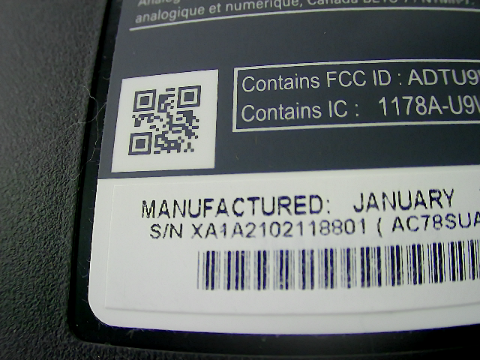 analogique et numerique, Canada
Contains FCC ID : ADTU9
Contains IC : 1178A-U9
MANUFACTURED: JANUARY
S/N XA1A2102118801 ( AC78SUA